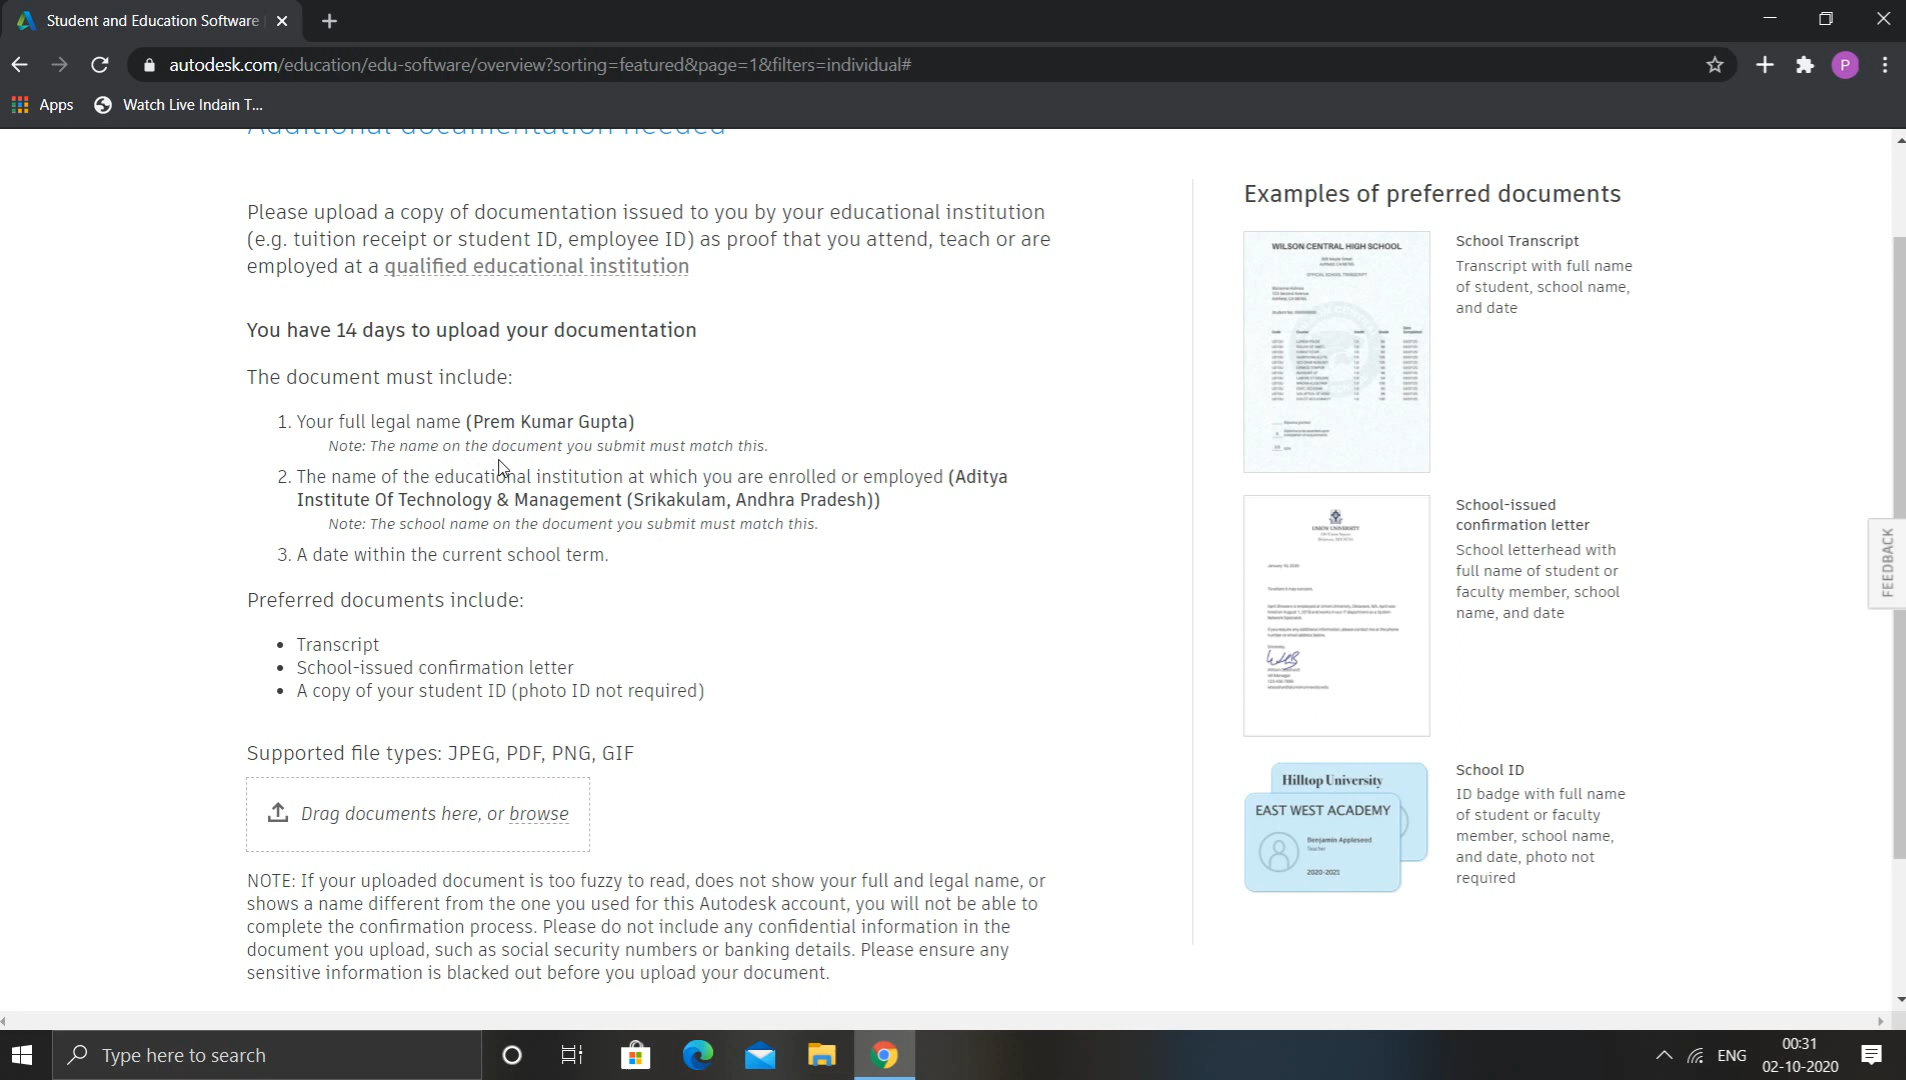 Student and Education Software
autodesk.com/education/edu-software/overview?sorting=featured&page=1&filters=individual#
P
Apps
Watch Live Indain T...
Additional documentation needed
Please upload a copy of documentation issued to you by your educational institution
(e.g. tuition receipt or student ID, employee ID) as proof that you attend, teach or are
employed at a qualified educational institution
You have 14 days to upload your documentation
The document must include:
1. Your full legal name (Prem Kumar Gupta)
Note: The name on the document you submit must match this.
2. The name of the educational institution at which you are enrolled or employed (Aditya
Institute Of Technology & Management (Srikakulam, Andhra Pradesh))
Note: The school name on the document you submit must match this.
3. A date within the current school term.
Preferred documents include:
• Transcript
• School-issued confirmation letter
• A copy of your student ID (photo ID not required)
Supported file types: JPEG, PDF, PNG, GIF
Drag documents here, or browse
NOTE: If your uploaded document is too fuzzy to read, does not show your full and legal name, or
shows a name different from the one you used for this Autodesk account, you will not be able to
complete the confirmation process. Please do not include any confidential information in the
document you upload, such as social security numbers or banking details. Please ensure any
sensitive information is blacked out before you upload your document.
Examples of preferred documents
WILSON CENTRAL HIGH SCHOOL
OFFICIAL SCHOOL TRANSCRIPT
School Transcript
Transcript with full name
of student, school name,
and date
UNION UNIVERSITY
School-issued
confirmation letter
School letterhead with
full name of student or
faculty member, school
name, and date
Hilltop University
EAST WEST ACADEMY
Benjamin Appleseed
Teacher
2020-2021
School ID
ID badge with full name
of student or faculty
member, school name,
and date, photo not
required
FEEDBACK
Type here to search
ENG
00:31
02-10-2020